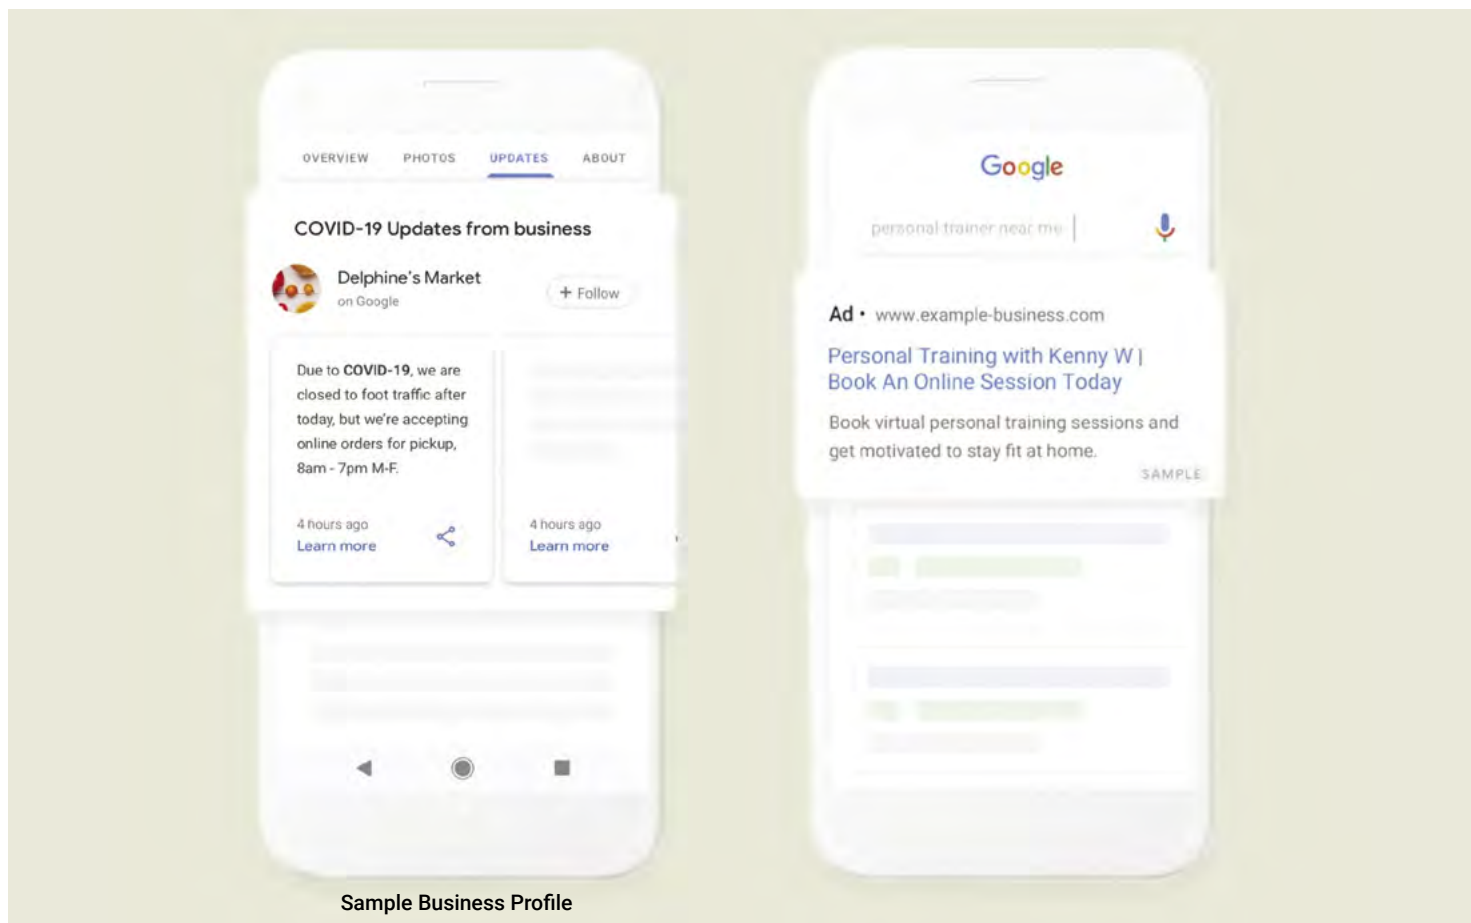 OVERVIEW PHOTOS UPDATES ABOUT
COVID-19 Updates from business
Delphine's Market
on Google
+ Follow
Due to COVID-19, we are
closed to foot traffic after
today, but we're accepting
online orders for pickup,
8am - 7pm M-F.
4 hours ago
Learn more
4 hours ago
Learn more
Sample Business Profile
Google
personal trainer near me
Ad • www.example-business.com
Personal Training with Kenny W |
Book An Online Session Today
Book virtual personal training sessions and
get motivated to stay fit at home.
SAMPLE